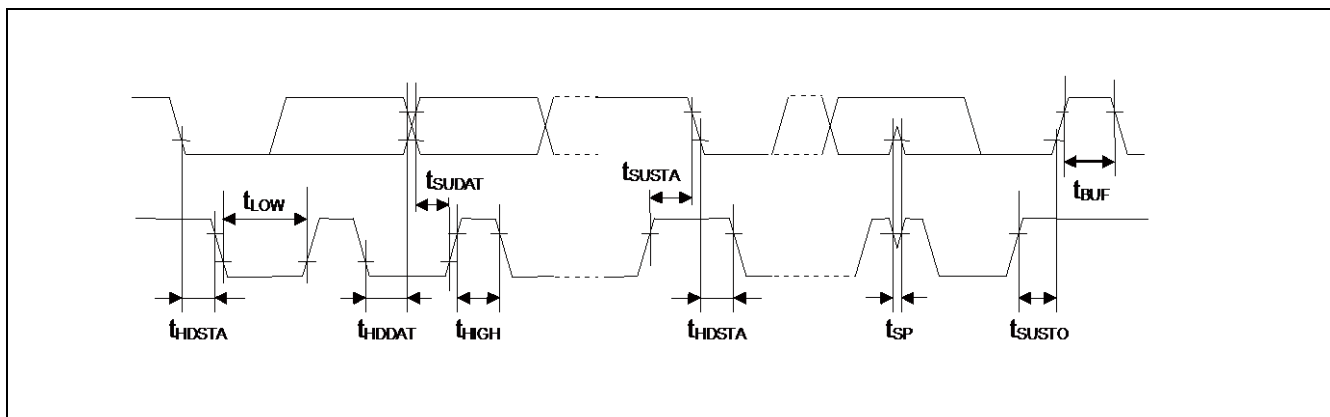 tSUDAT
tSUSTA
tBUF
tLOW
tHDSTA
tHDDAT
tHIGH
tHDSTA
tSP
tSUSTO